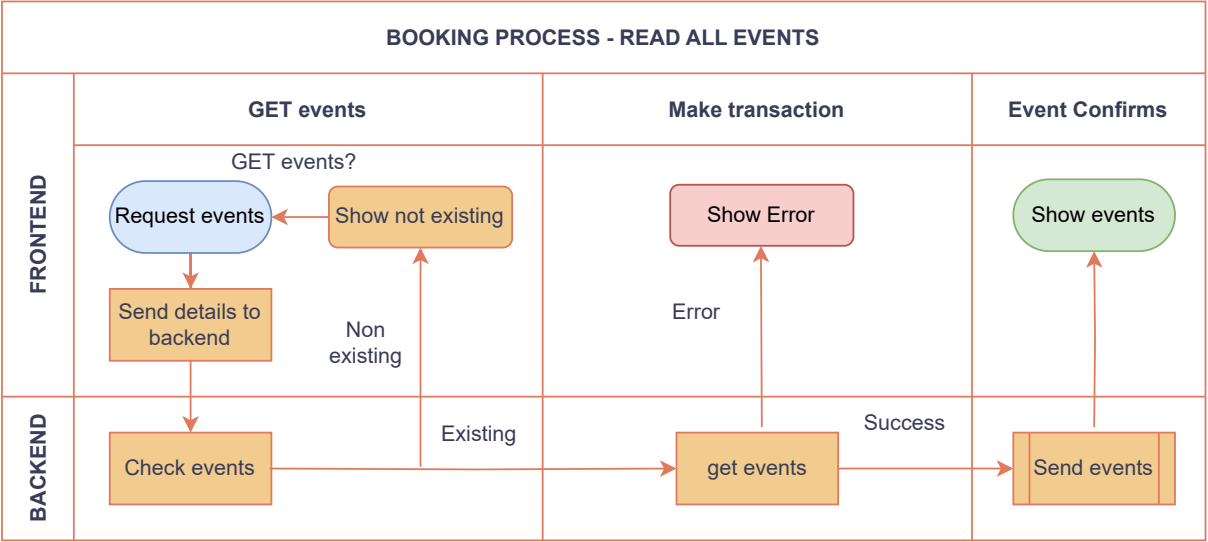 BOOKING PROCESS - READ ALL EVENTS
GET events
Make transaction
Event Confirms
FRONTEND
GET events?
Request events
Show not existing
Show Error
Show events
Send details to
backend
Non
existing
Error
BACKEND
Check events
Existing
get events
Success
Send events